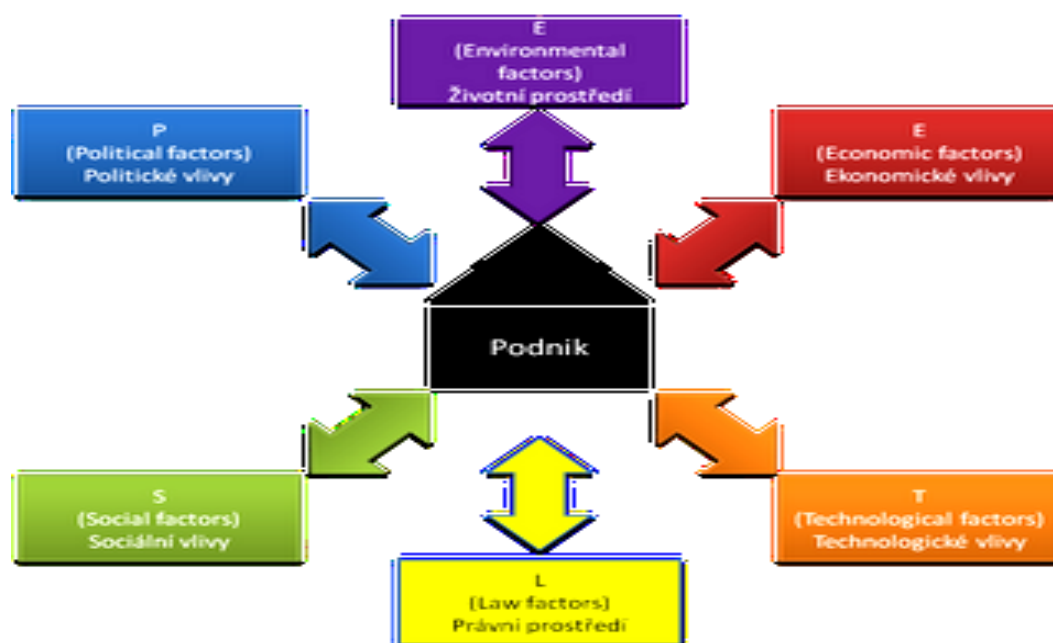 E
(Environmental
factors)
Životní prostředí
P
(Political factors)
Politické vlivy
E
(Economic factors)
Ekonomické vlivy
Podnik
S
(Social factors)
Sociální vlivy
T
(Technological factors)
Technologické vlivy
L
(Law factors)
Právní prostředí